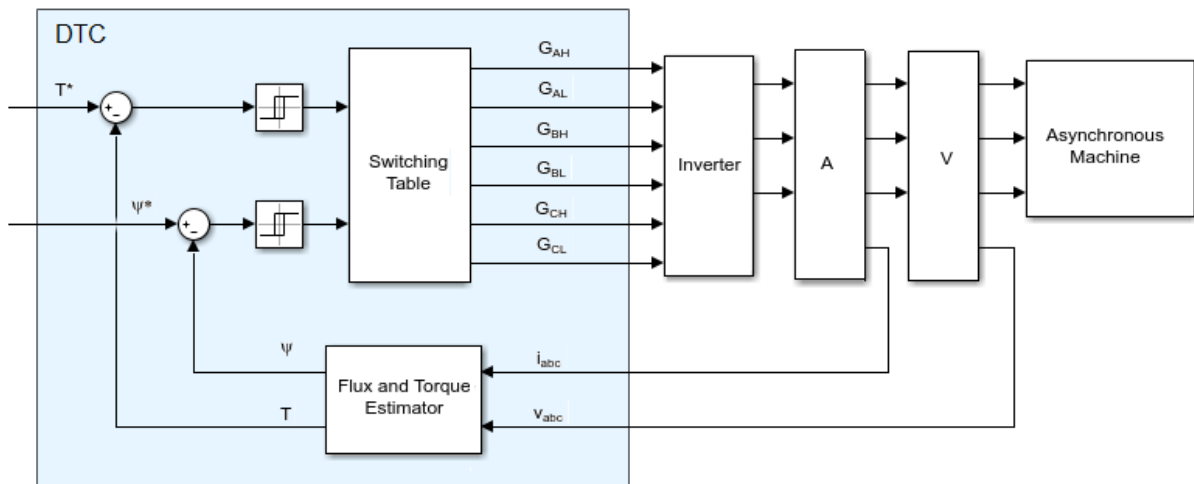 DTC
T*
+
−
ψ*
+
−
Switching
Table
G_AH
G_AL
G_BH
G_BL
G_CH
G_CL
Inverter
A
V
Asynchronous
Machine
ψ
T
Flux and Torque
Estimator
i_abc
v_abc